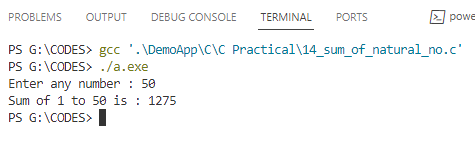 PROBLEMS OUTPUT DEBUG CONSOLE TERMINAL PORTS powe
PS G:\CODES> gcc '.\DemoApp\C\C Practical\14_sum_of_natural_no.c'
PS G:\CODES> ./a.exe
Enter any number : 50
Sum of 1 to 50 is : 1275
PS G:\CODES>